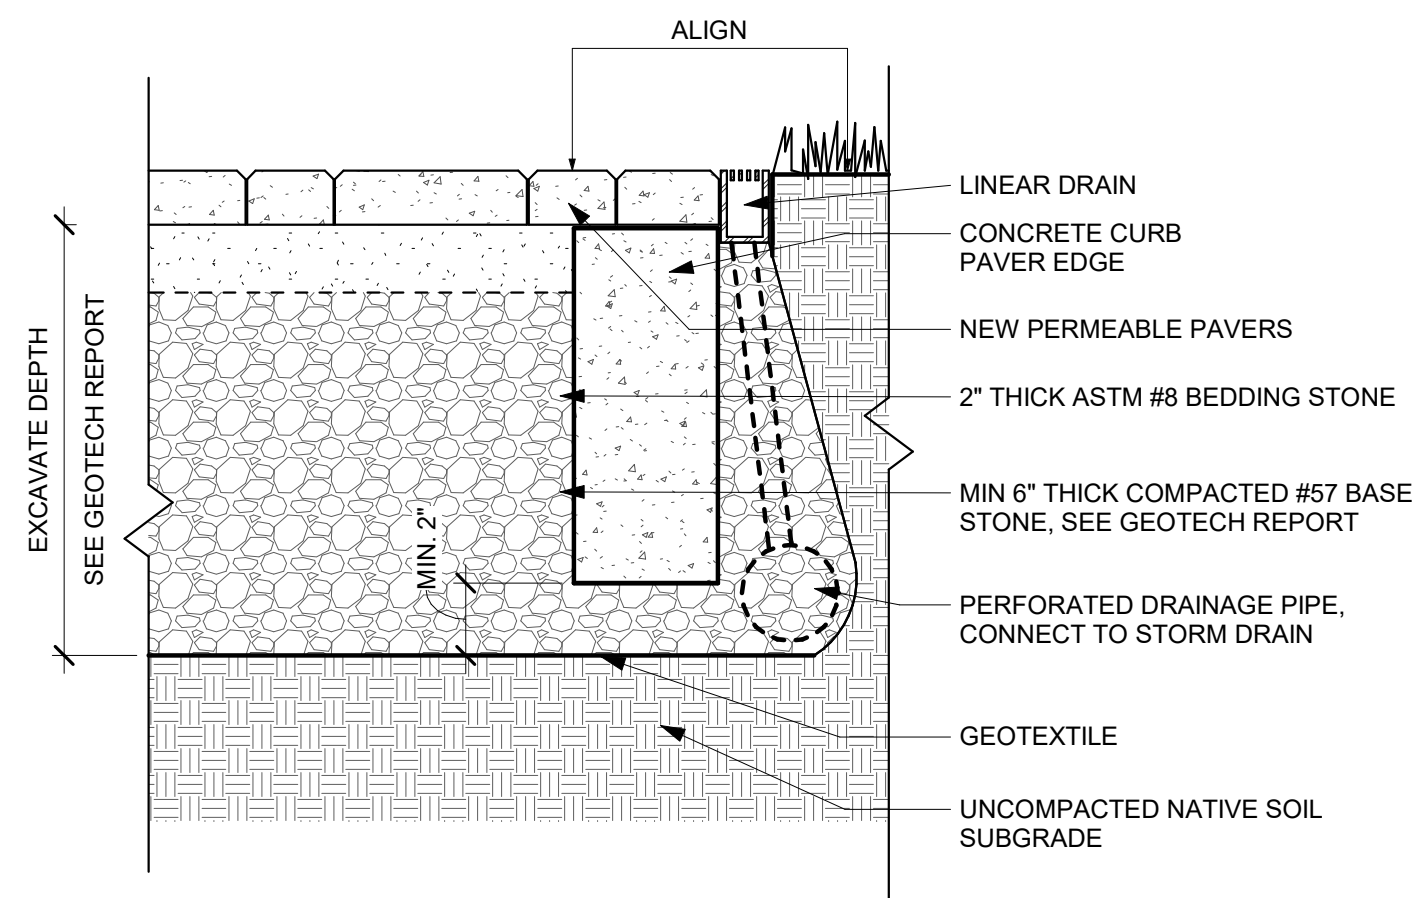 ALIGN
LINEAR DRAIN
CONCRETE CURB
PAVER EDGE
NEW PERMEABLE PAVERS
2" THICK ASTM #8 BEDDING STONE
MIN 6" THICK COMPACTED #57 BASE
STONE, SEE GEOTECH REPORT
PERFORATED DRAINAGE PIPE,
CONNECT TO STORM DRAIN
GEOTEXTILE
UNCOMPACTED NATIVE SOIL
SUBGRADE
EXCAVATE DEPTH
SEE GEOTECH REPORT
MIN. 2"